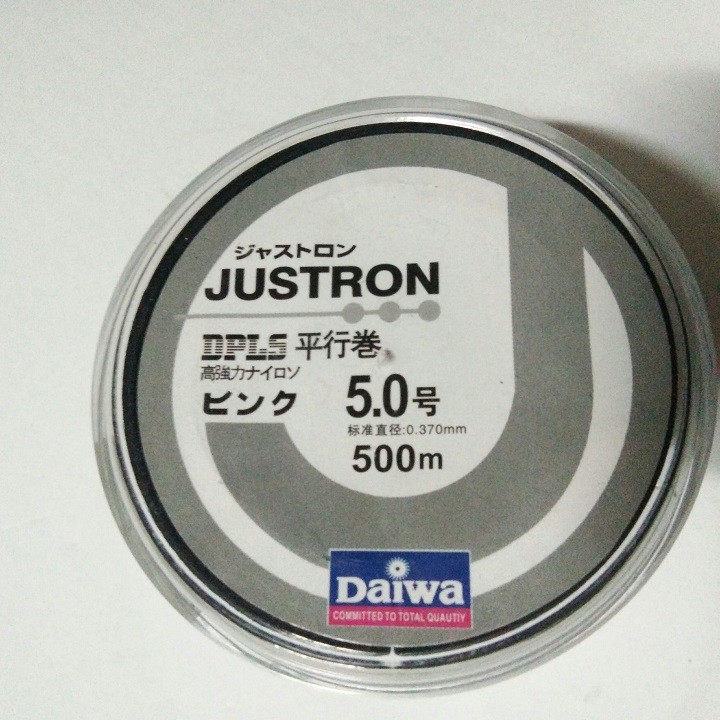 ジャストロン
JUSTRON
DPLS 平行巻
高強力ナイロソ
ピンク 5.0号
标准直径:0.370mm
500m
Daiwa
COMMITTED TO TOTAL QUAUTIY